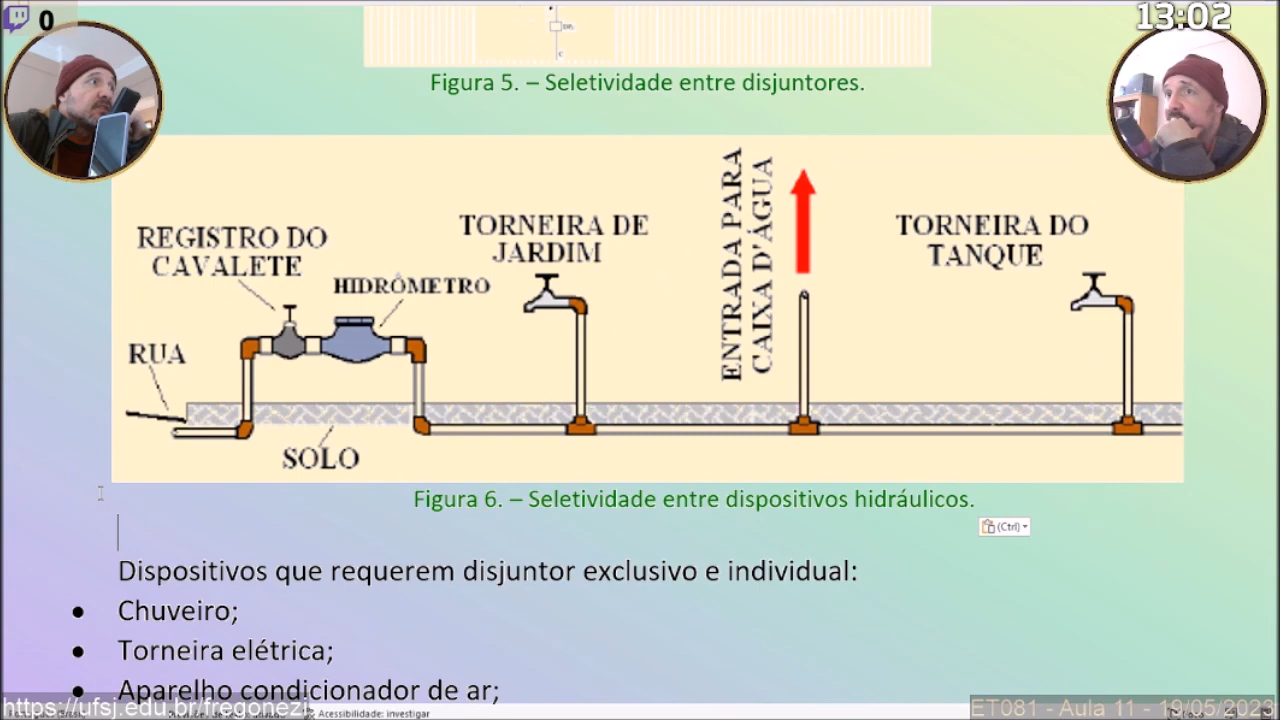 0
13:02
Figura 5. – Seletividade entre disjuntores.
REGISTRO DO
CAVALETE
HIDRÔMETRO
TORNEIRA DE
JARDIM
ENTRADA PARA
CAIXA D'ÁGUA
TORNEIRA DO
TANQUE
RUA
SOLO
Figura 6. – Seletividade entre dispositivos hidráulicos.
(Ctrl)
Dispositivos que requerem disjuntor exclusivo e individual:
• Chuveiro;
• Torneira elétrica;
• Aparelho condicionador de ar;
https://ufsj.edu.br/fregonezi
Acessibilidade: investigar
ET081 - Aula 11 - 19/05/2023